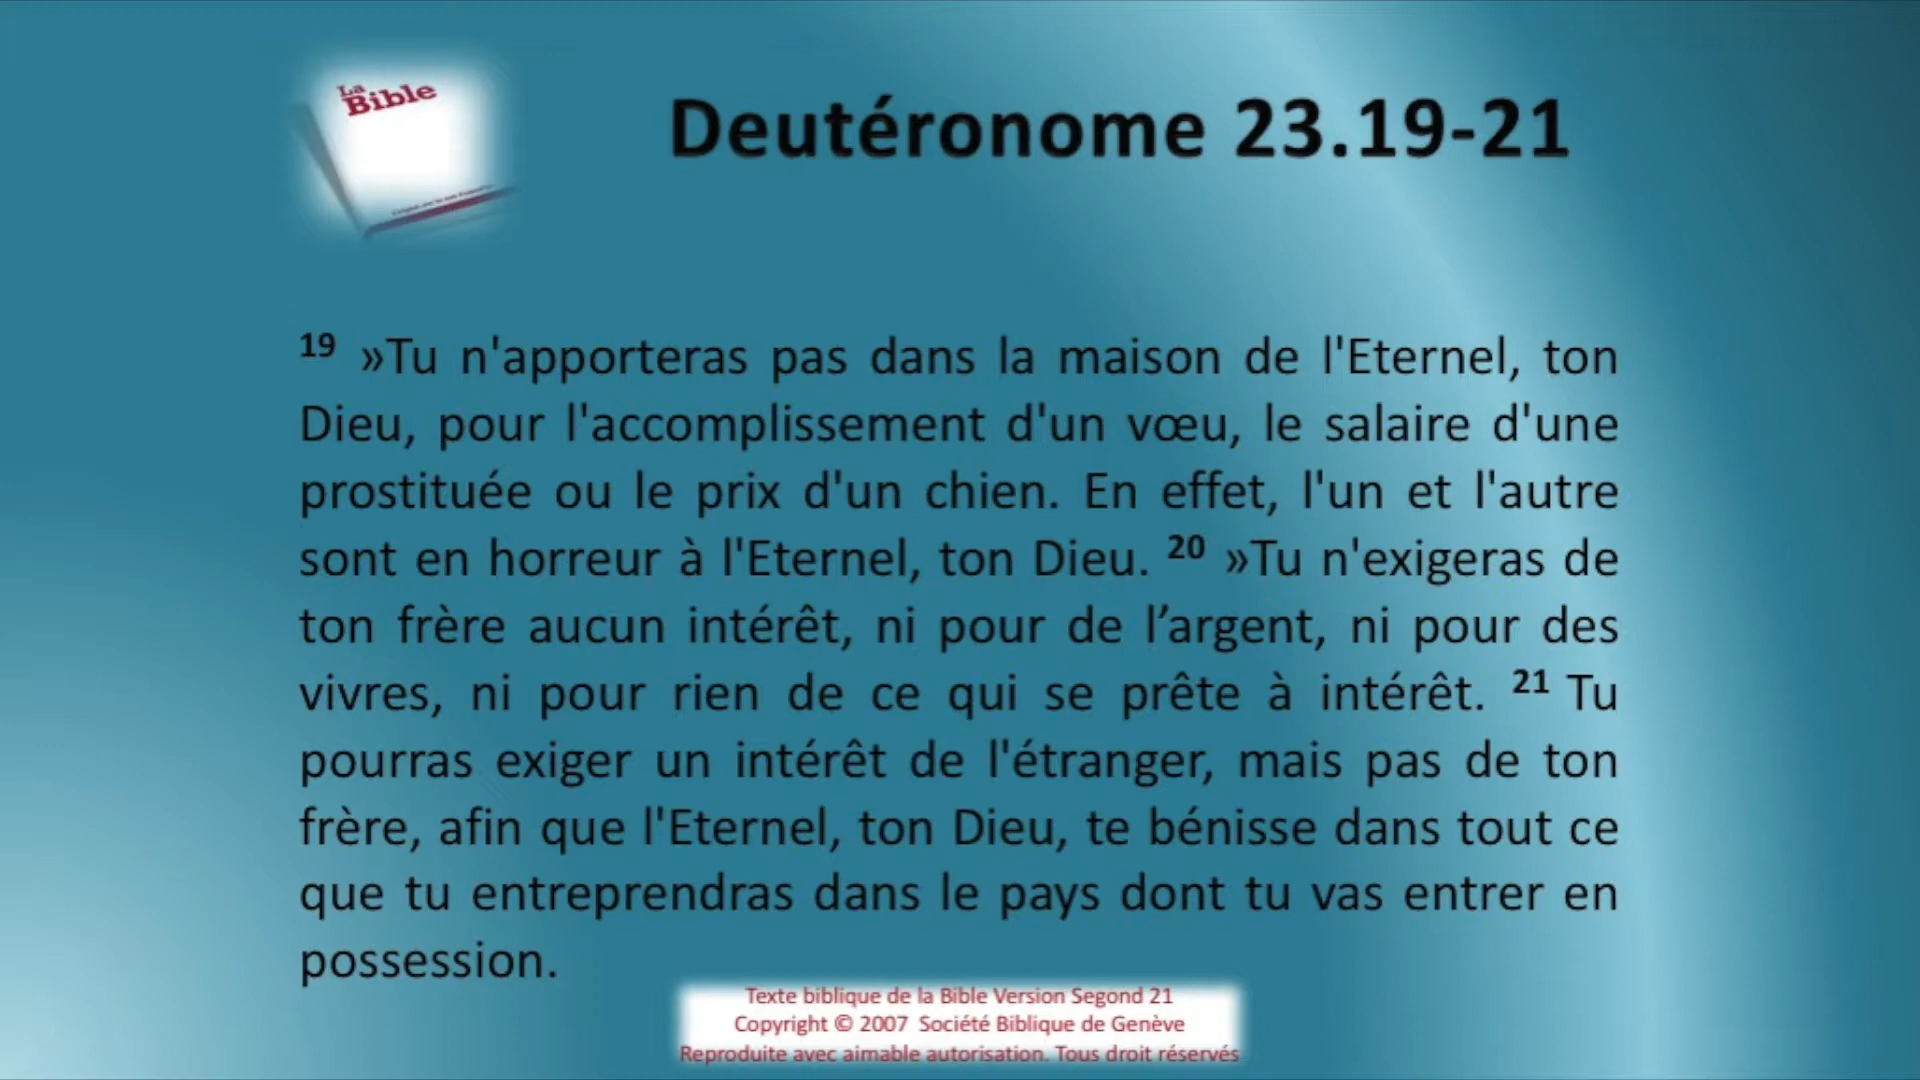 La
Bible
Deutéronome 23.19-21
19 »Tu n'apporteras pas dans la maison de l'Eternel, ton
Dieu, pour l'accomplissement d'un vœu, le salaire d'une
prostituée ou le prix d'un chien. En effet, l'un et l'autre
sont en horreur à l'Eternel, ton Dieu. 20 »Tu n'exigeras de
ton frère aucun intérêt, ni pour de l’argent, ni pour des
vivres, ni pour rien de ce qui se prête à intérêt. 21 Tu
pourras exiger un intérêt de l'étranger, mais pas de ton
frère, afin que l'Eternel, ton Dieu, te bénisse dans tout ce
que tu entreprendras dans le pays dont tu vas entrer en
possession.
Texte biblique de la Bible Version Segond 21
Copyright © 2007 Société Biblique de Genève
Reproduite avec aimable autorisation. Tous droit réservés